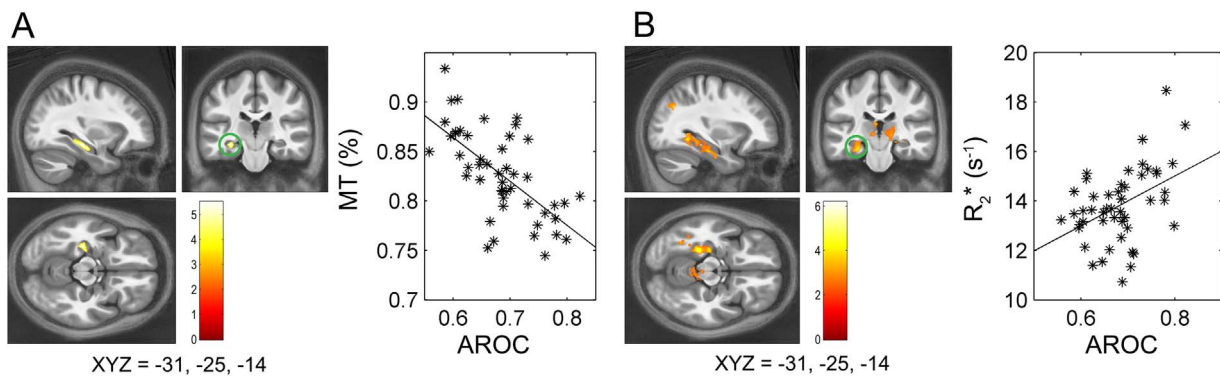 A
5
4
3
2
1
0
XYZ = -31, -25, -14
MT (%)
0.9
0.85
0.8
0.75
0.7
0.6 0.7 0.8
AROC
B
6
4
2
0
XYZ = -31, -25, -14
R2* (s-1)
20
18
16
14
12
10
0.6 0.8
AROC